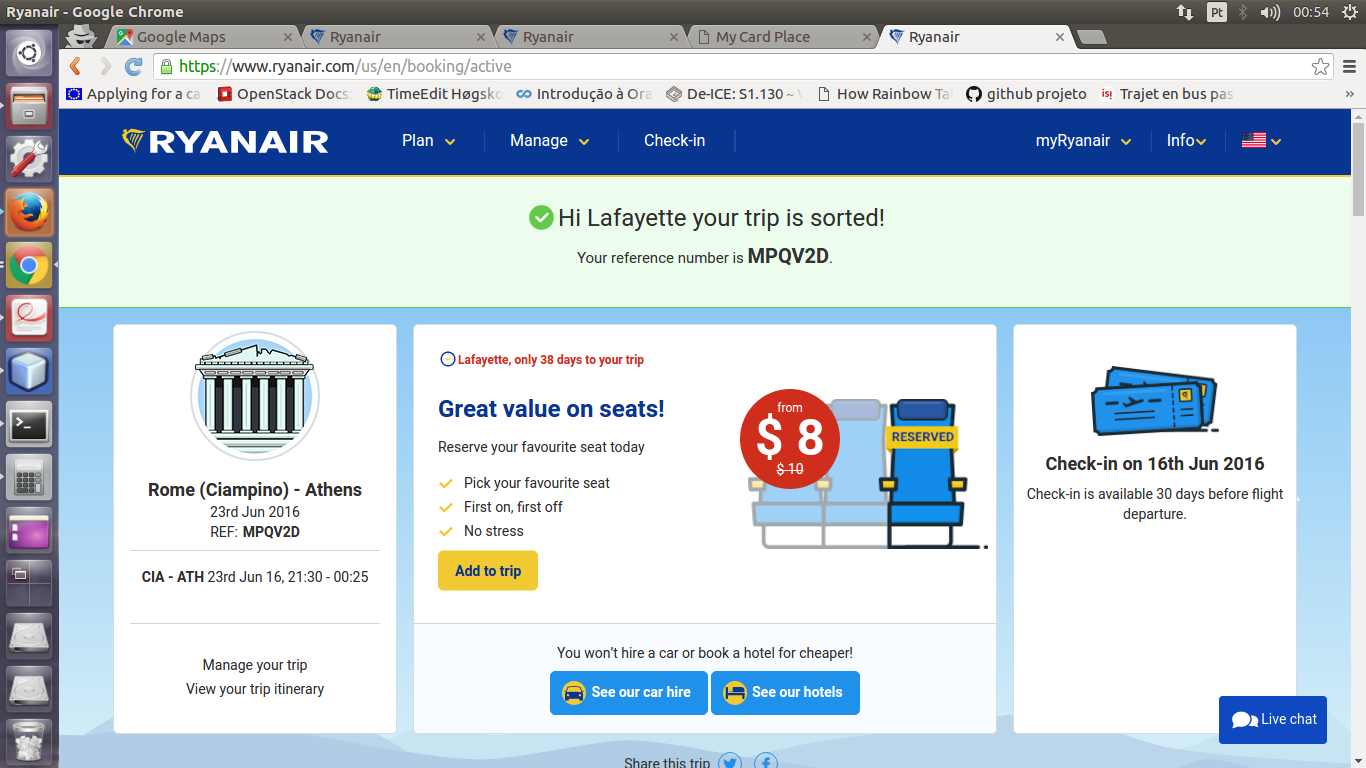 Ryanair - Google Chrome
Pt
00:54
Google Maps
Ryanair
Ryanair
My Card Place
Ryanair
https://www.ryanair.com/us/en/booking/active
Applying for a ca
OpenStack Docs:
TimeEdit Høgsko
Introdução à Ora
De-ICE: S1.130 ~ \
How Rainbow Ta
github projeto
isy!
Trajet en bus pas
»
RYANAIR
Plan
Manage
Check-in
myRyanair
Info
Hi Lafayette your trip is sorted!
Your reference number is MPQV2D.
Rome (Ciampino) - Athens
23rd Jun 2016
REF: MPQV2D
CIA - ATH 23rd Jun 16, 21:30 - 00:25
Manage your trip
View your trip itinerary
Lafayette, only 38 days to your trip
Great value on seats!
Reserve your favourite seat today
Pick your favourite seat
First on, first off
No stress
Add to trip
from
$ 8
$ 10
RESERVED
You won't hire a car or book a hotel for cheaper!
See our car hire
See our hotels
Check-in on 16th Jun 2016
Check-in is available 30 days before flight
departure.
Live chat
Share this trip